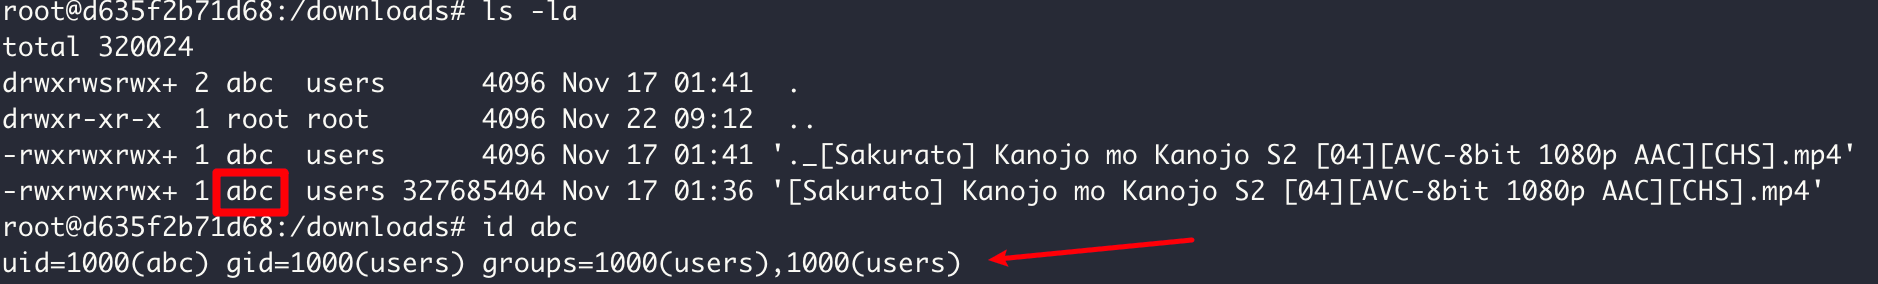 root@d635f2b71d68:/downloads# ls -la
total 320024
drwxrwsrwx+ 2 abc  users      4096 Nov 17 01:41  .
drwxr-xr-x  1 root root       4096 Nov 22 09:12  ..
-rwxrwxrwx+ 1 abc  users      4096 Nov 17 01:41 '._[Sakurato] Kanojo mo Kanojo S2 [04][AVC-8bit 1080p AAC][CHS].mp4'
-rwxrwxrwx+ 1 abc  users 327685404 Nov 17 01:36 '[Sakurato] Kanojo mo Kanojo S2 [04][AVC-8bit 1080p AAC][CHS].mp4'
root@d635f2b71d68:/downloads# id abc
uid=1000(abc) gid=1000(users) groups=1000(users),1000(users)